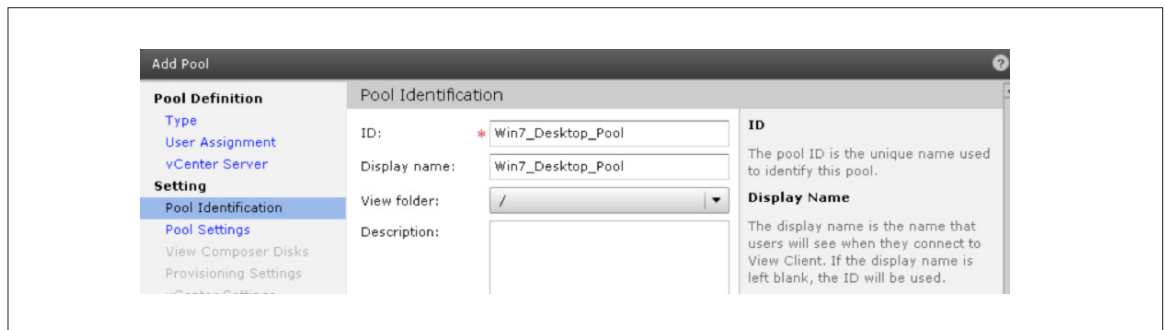 Add Pool
?
Pool Definition
Type
User Assignment
vCenter Server
Setting
Pool Identification
Pool Settings
View Composer Disks
Provisioning Settings
vCenter Settings
Pool Identification
ID: * Win7_Desktop_Pool
Display name: Win7_Desktop_Pool
View folder: /
Description:
ID
The pool ID is the unique name used
to identify this pool.
Display Name
The display name is the name that
users will see when they connect to
View Client. If the display name is
left blank, the ID will be used.